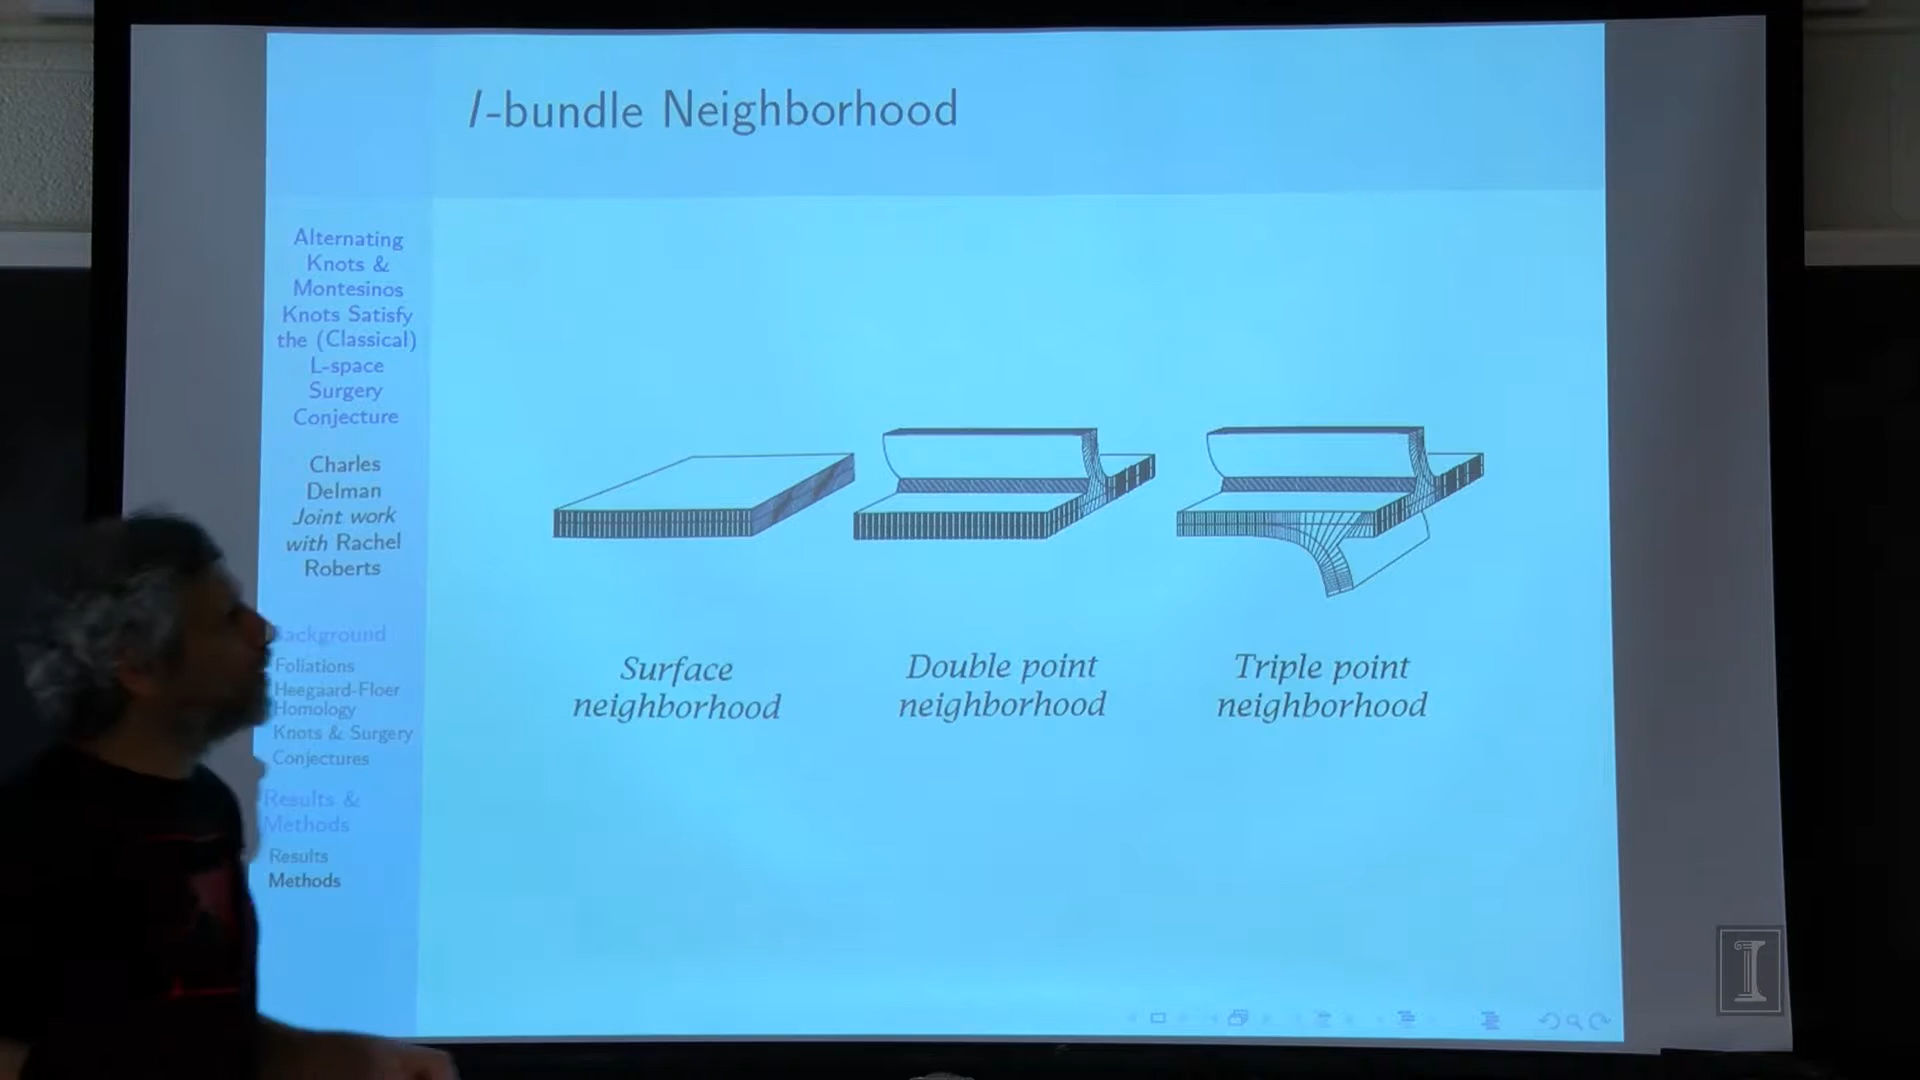 I-bundle Neighborhood
Alternating
Knots &
Montesinos
Knots Satisfy
the (Classical)
L-space
Surgery
Conjecture
Charles
Delman
Joint work
with Rachel
Roberts
Background
Foliations
Heegaard-Floer
Homology
Knots & Surgery
Conjectures
Results &
Methods
Results
Methods
Surface
neighborhood
Double point
neighborhood
Triple point
neighborhood
I